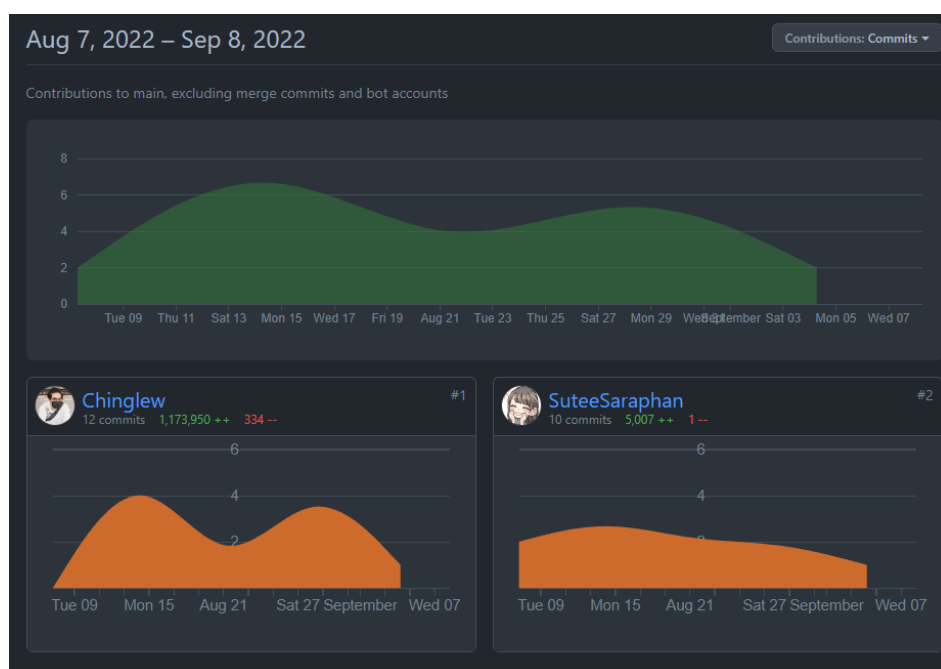 Aug 7, 2022 – Sep 8, 2022
Contributions: Commits
Contributions to main, excluding merge commits and bot accounts
8
6
4
2
0
Tue 09 Thu 11 Sat 13 Mon 15 Wed 17 Fri 19 Aug 21 Tue 23 Thu 25 Sat 27 Mon 29 Wed 31 September Sat 03 Mon 05 Wed 07
Chinglew #1
12 commits 1,173,950 ++ 334 --
6
4
2
Tue 09 Mon 15 Aug 21 Sat 27 September Wed 07
SuteeSaraphan #2
10 commits 5,007 ++ 1 --
6
4
2
Tue 09 Mon 15 Aug 21 Sat 27 September Wed 07